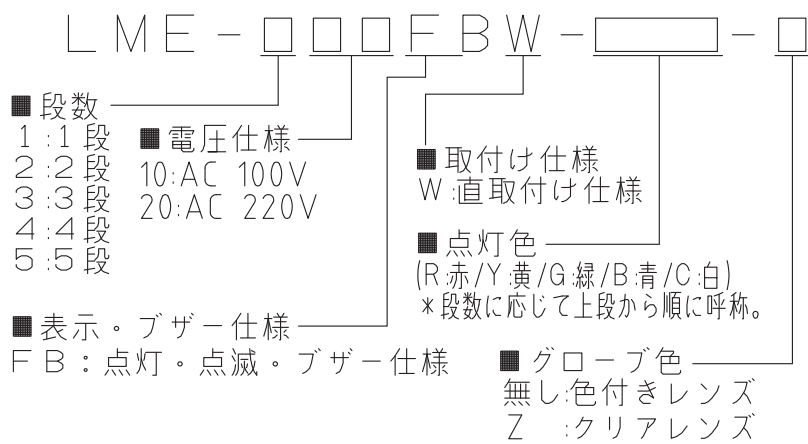 LME-□□□FBW-□-□
■段数
1:1段
2:2段
3:3段
4:4段
5:5段
■電圧仕様
10:AC 100V
20:AC 220V
■取付け仕様
W:直取付け仕様
■点灯色
(R:赤/Y:黄/G:緑/B:青/C:白)
*段数に応じて上段から順に呼称。
■表示・ブザー仕様
FB:点灯・点滅・ブザー仕様
■グローブ色
無し:色付きレンズ
Z :クリアレンズ